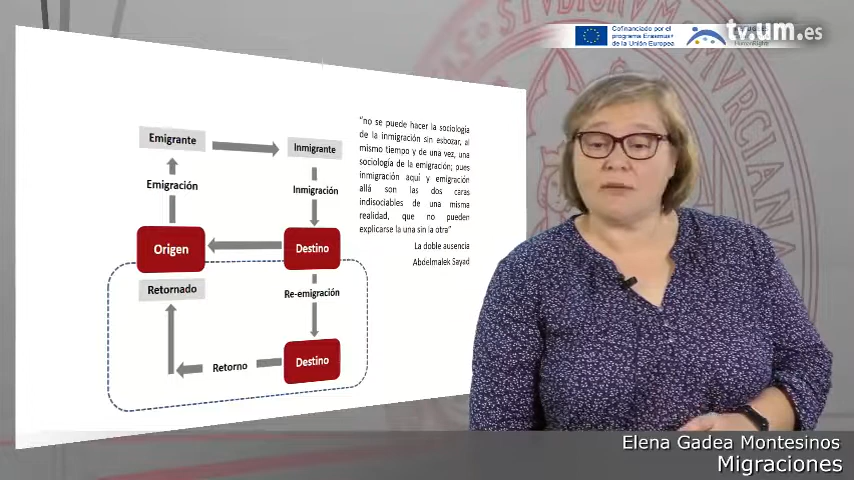 Cofinanciado por el
programa Erasmus+
de la Unión Europea
tv.um.es
HumanRights
VRCIANA
Emigrante
Inmigrante
Emigración
Inmigración
Origen
Destino
Retornado
Re-emigración
Retorno
Destino
"no se puede hacer la sociología
de la inmigración sin esbozar, al
mismo tiempo y de una vez, una
sociología de la emigración; pues
inmigración aquí y emigración
allá son las dos caras
indisociables de una misma
realidad, que no pueden
explicarse la una sin la otra"
La doble ausencia
Abdelmalek Sayad
Elena Gadea Montesinos
Migraciones